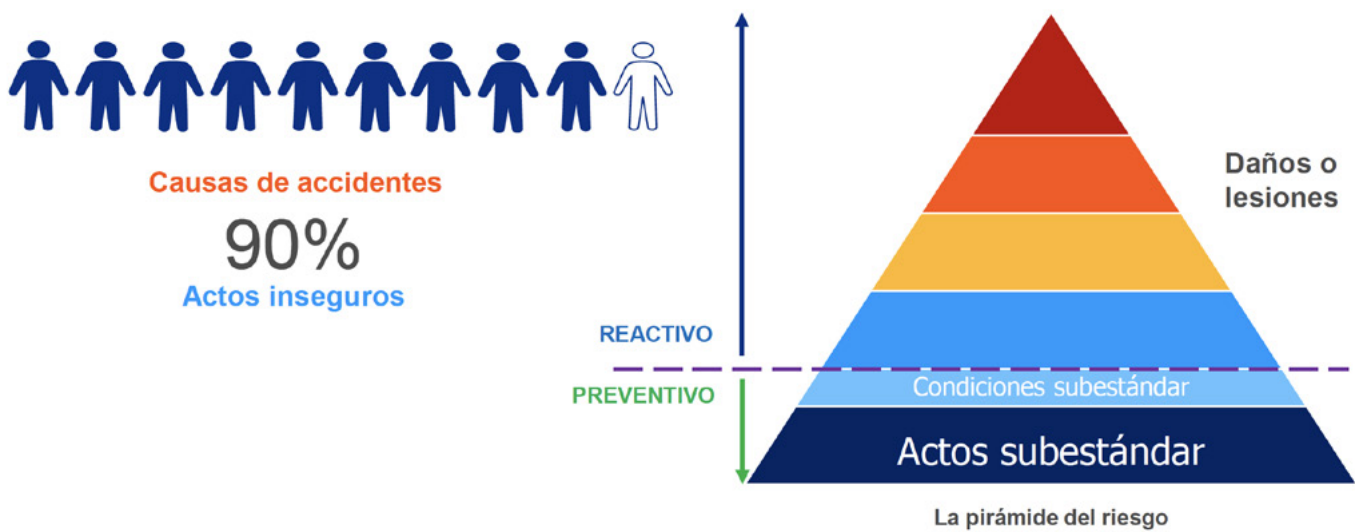 Causas de accidentes
90%
Actos inseguros
Daños o
lesiones
REACTIVO
PREVENTIVO
Condiciones subestándar
Actos subestándar
La pirámide del riesgo